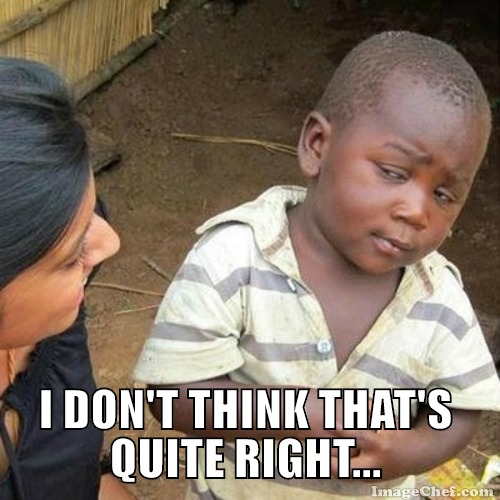 I DON'T THINK THAT'S
QUITE RIGHT...
ImageChef.com